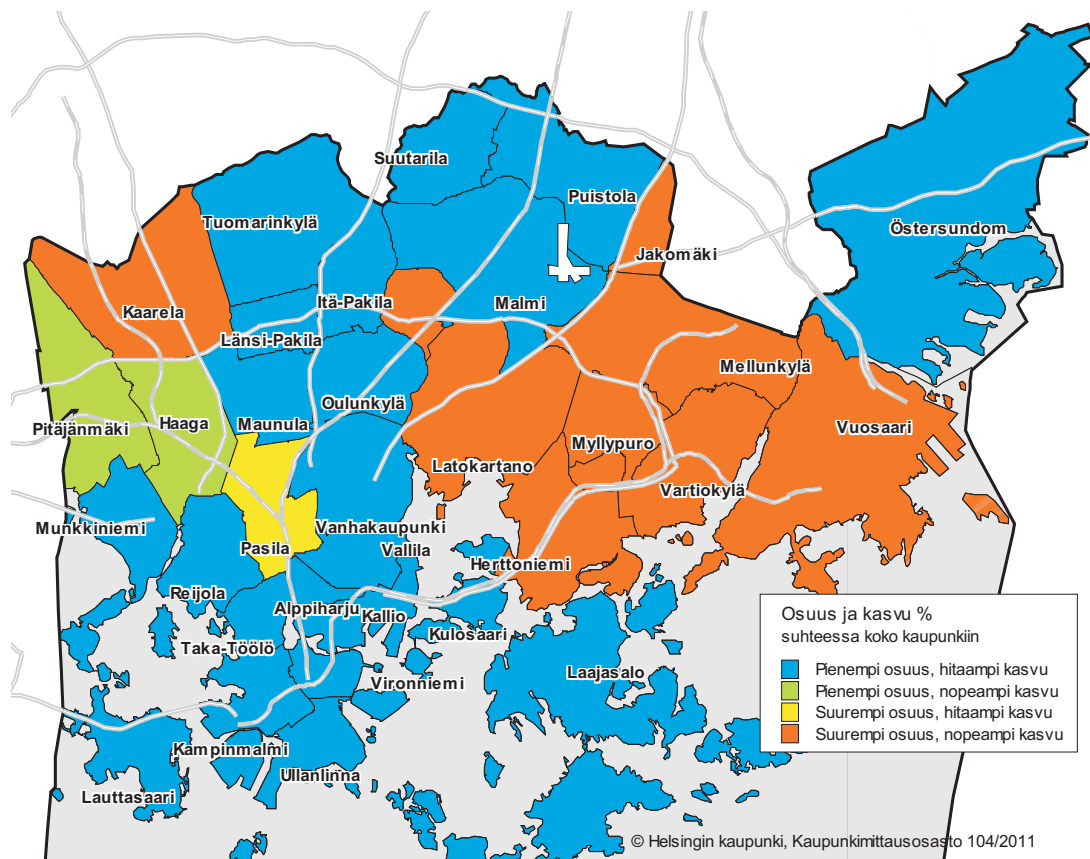 Suutarila
Puistola
Tuomarinkylä
Östersundom
Jakomäki
Kaarela
Itä-Pakila
Malmi
Länsi-Pakila
Mellunkylä
Oulunkylä
Haaga
Maunula
Pitäjänmäki
Vuosaari
Myllypuro
Latokartano
Vartiokylä
Munkkiniemi
Vanhakaupunki
Pasila
Vallila
Herttoniemi
Reijola
Alppiharju
Kallio
Kulosaari
Taka-Töölö
Laajasalo
Vironniemi
Kampinmalmi
Ullanlinna
Lauttasaari
Osuus ja kasvu %
suhteessa koko kaupunkiin
Pienempi osuus, hitaampi kasvu
Pienempi osuus, nopeampi kasvu
Suurempi osuus, hitaampi kasvu
Suurempi osuus, nopeampi kasvu
© Helsingin kaupunki, Kaupunkimittausosasto 104/2011